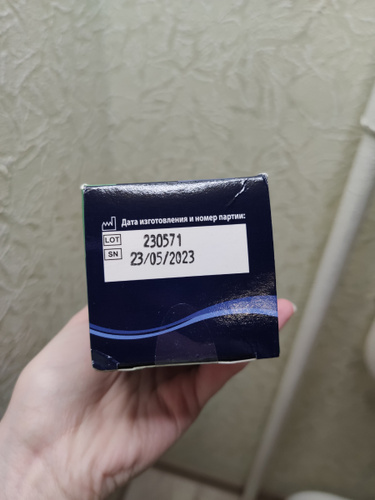 Дата изготовления и номер партии:
LOT 230571
SN 23/05/2023